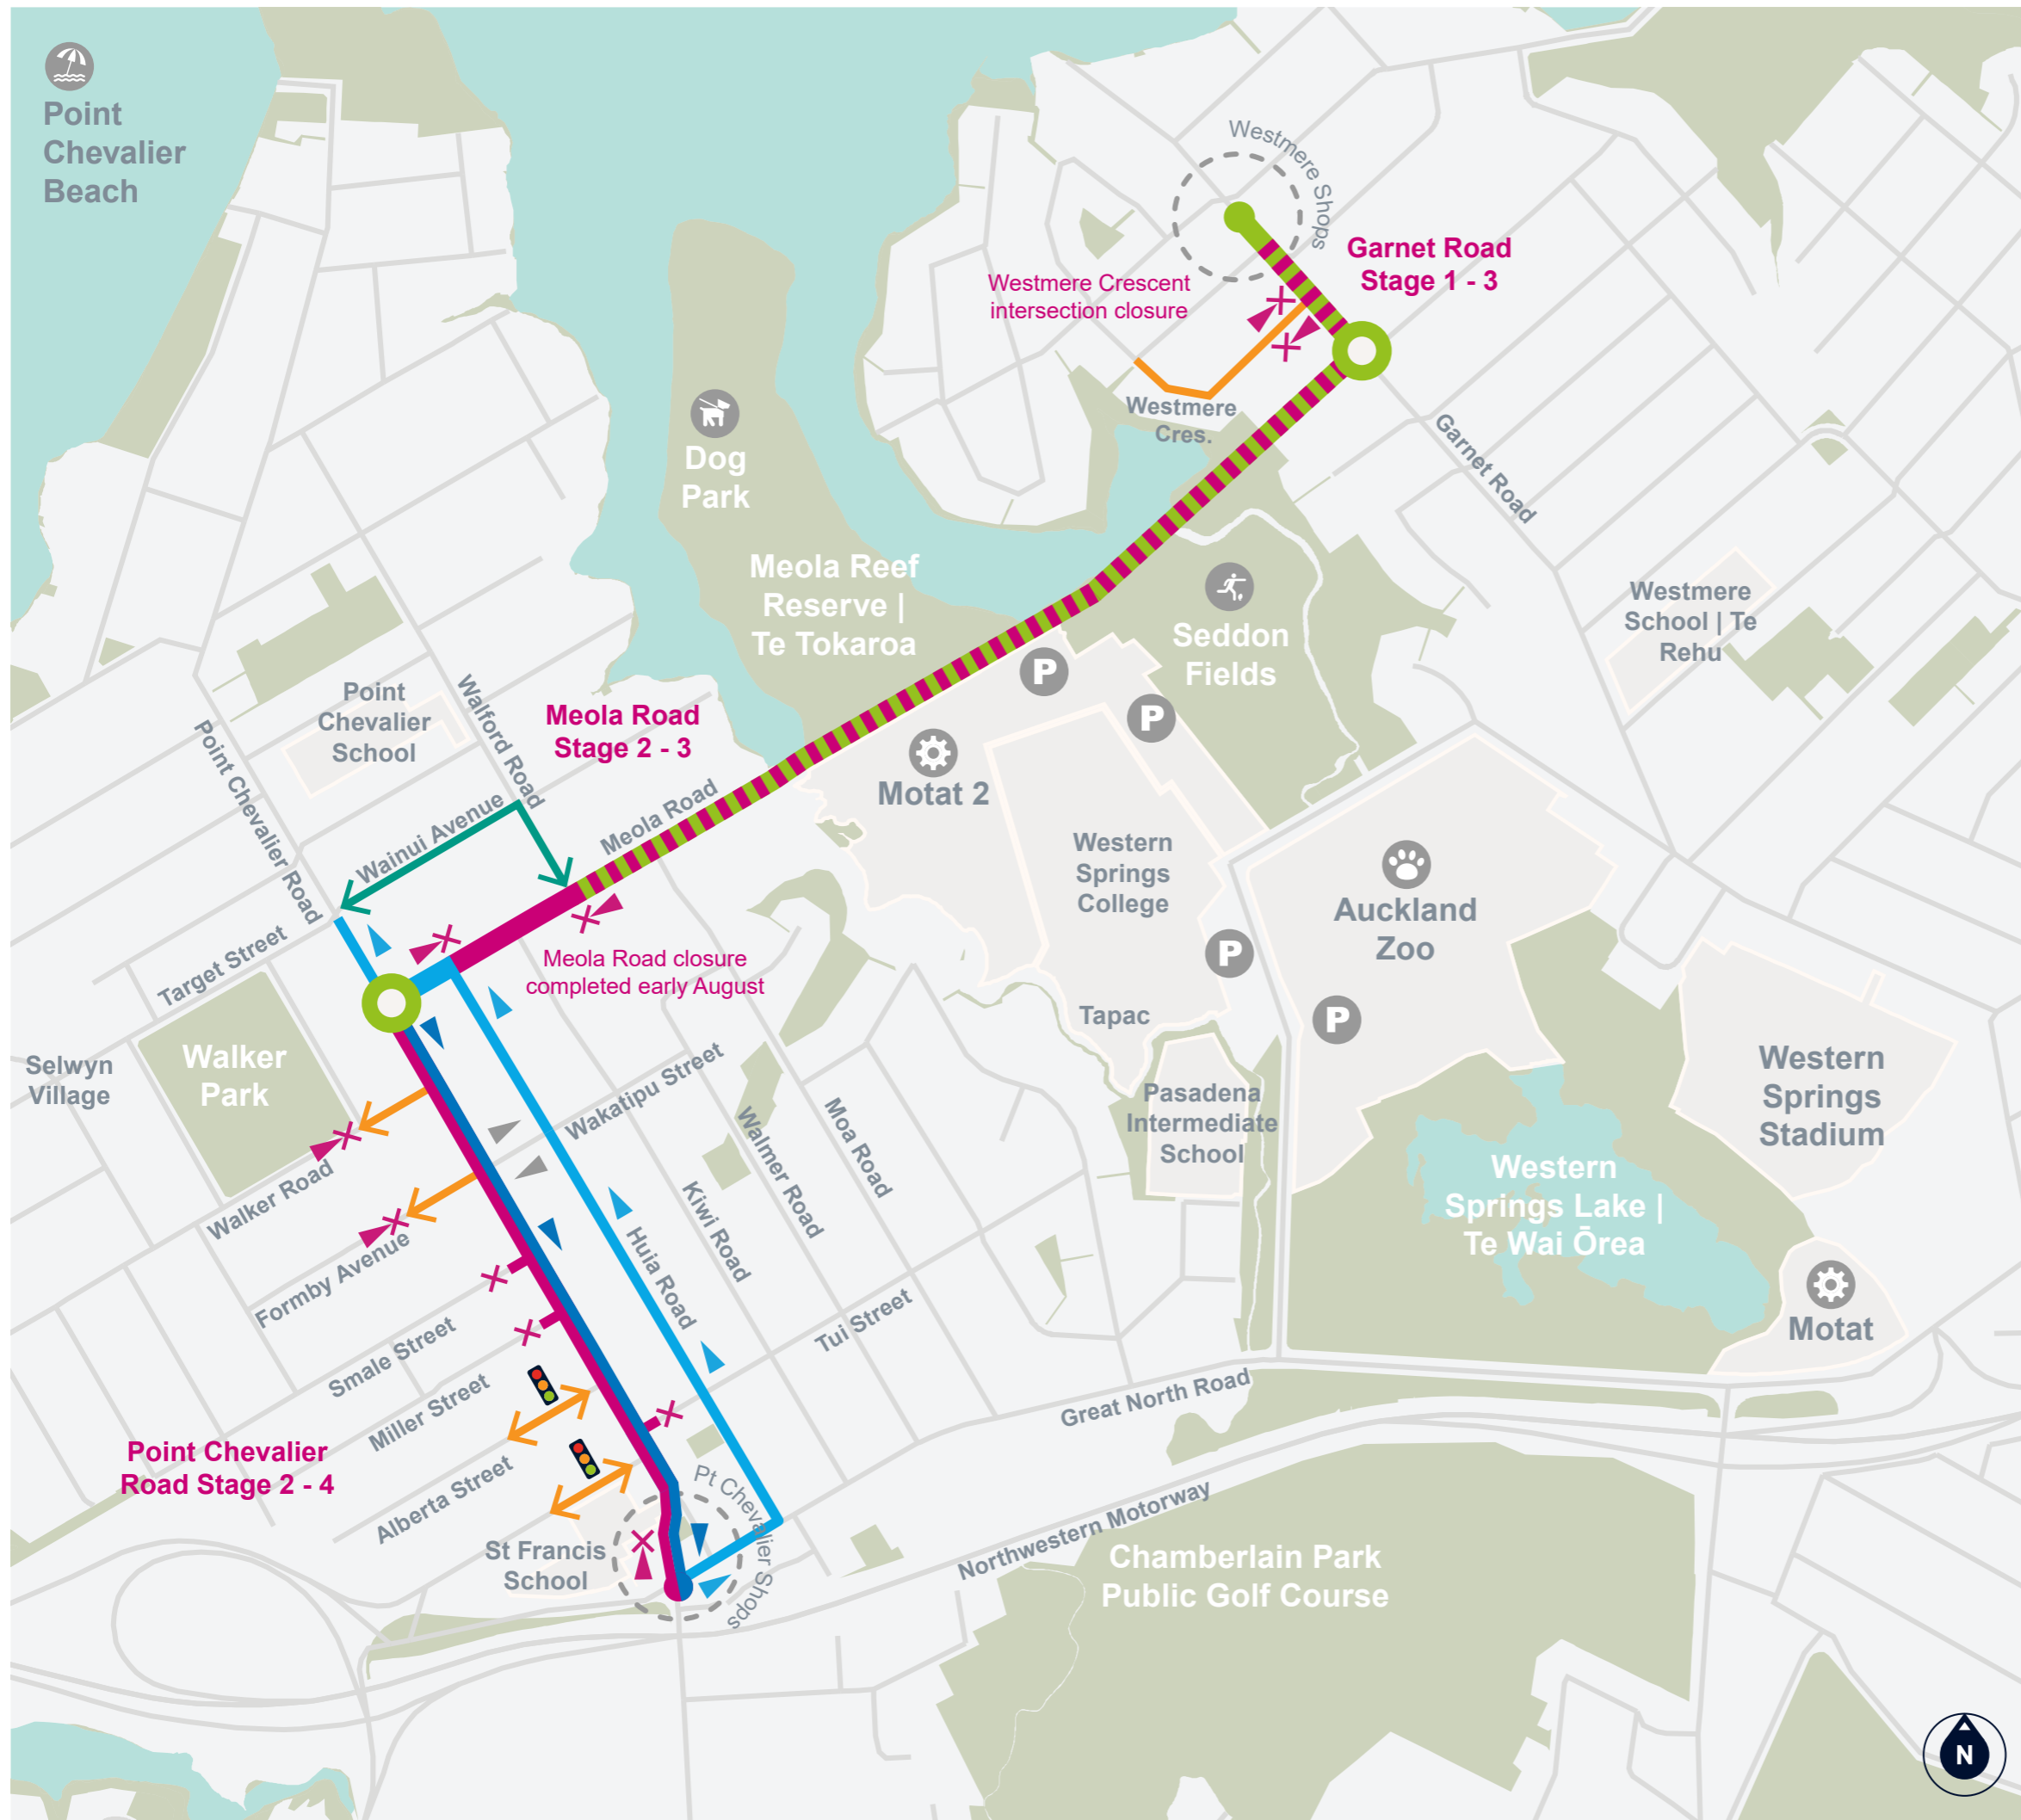 Point
Chevalier
Beach
Westmere Shops
Garnet Road
Stage 1 - 3
Westmere Crescent
intersection closure
Westmere
Cres.
Garnet Road
Dog
Park
Meola Reef
Reserve |
Te Tokaroa
Seddon
Fields
Westmere
School | Te
Rehu
P
P
Point
Chevalier
School
Walford Road
Meola Road
Stage 2 - 3
Point Chevalier Road
Motat 2
Meola Road
Wainui Avenue
Western
Springs
College
Auckland
Zoo
P
P
Target Street
Meola Road closure
completed early August
Tapac
Selwyn
Village
Walker
Park
Wakatipu Street
Pasadena
Intermediate
School
Western
Springs
Stadium
Walmer Road
Moa Road
Walker Road
Kiwi Road
Western
Springs Lake |
Te Wai Ōrea
Formby Avenue
Huia Road
Tui Street
Motat
Smale Street
Miller Street
Great North Road
Point Chevalier
Road Stage 2 - 4
Alberta Street
Pt Chevalier Shops
St Francis
School
Northwestern Motorway
Chamberlain Park
Public Golf Course
N